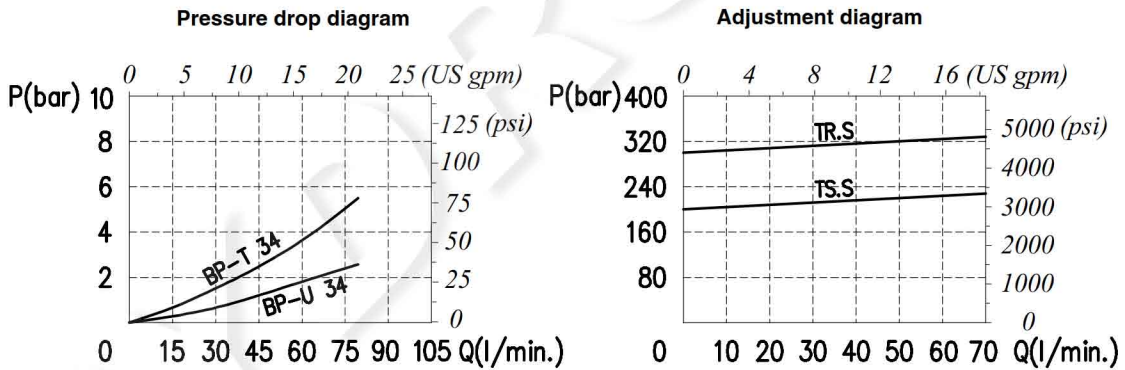 Pressure drop diagram
0 5 10 15 20 25 (US gpm)
P(bar) 10
8
6
4
2
125 (psi)
100
75
50
25
0
BP-T 34
BP-U 34
0 15 30 45 60 75 90 105 Q(l/min.)
Adjustment diagram
0 4 8 12 16 (US gpm)
P(bar) 400
320
240
160
80
5000 (psi)
4000
3000
2000
1000
0
TR.S
TS.S
0 10 20 30 40 50 60 70 Q(l/min.)